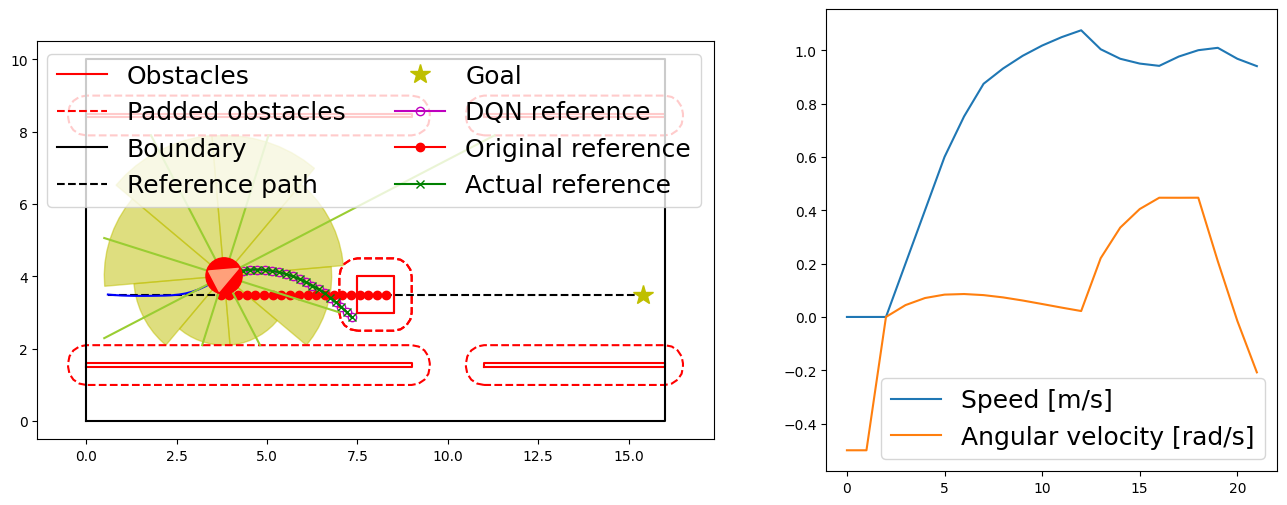 10
8
6
4
2
0
0.0 2.5 5.0 7.5 10.0 12.5 15.0
Obstacles
Padded obstacles
Boundary
Reference path
Goal
DQN reference
Original reference
Actual reference
1.0
0.8
0.6
0.4
0.2
0.0
−0.2
−0.4
0 5 10 15 20
Speed [m/s]
Angular velocity [rad/s]